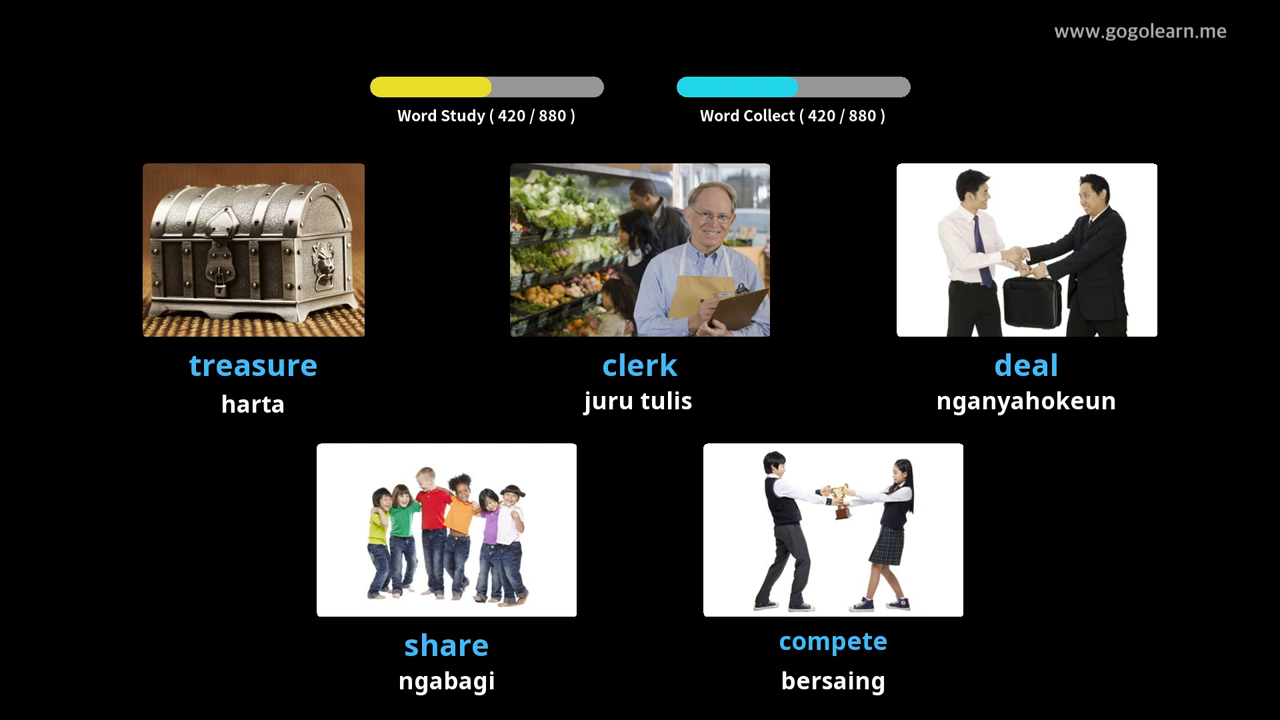 www.gogolearn.me
Word Study ( 420 / 880 )
Word Collect ( 420 / 880 )
treasure
harta
clerk
juru tulis
deal
nganyahokeun
share
ngabagi
compete
bersaing